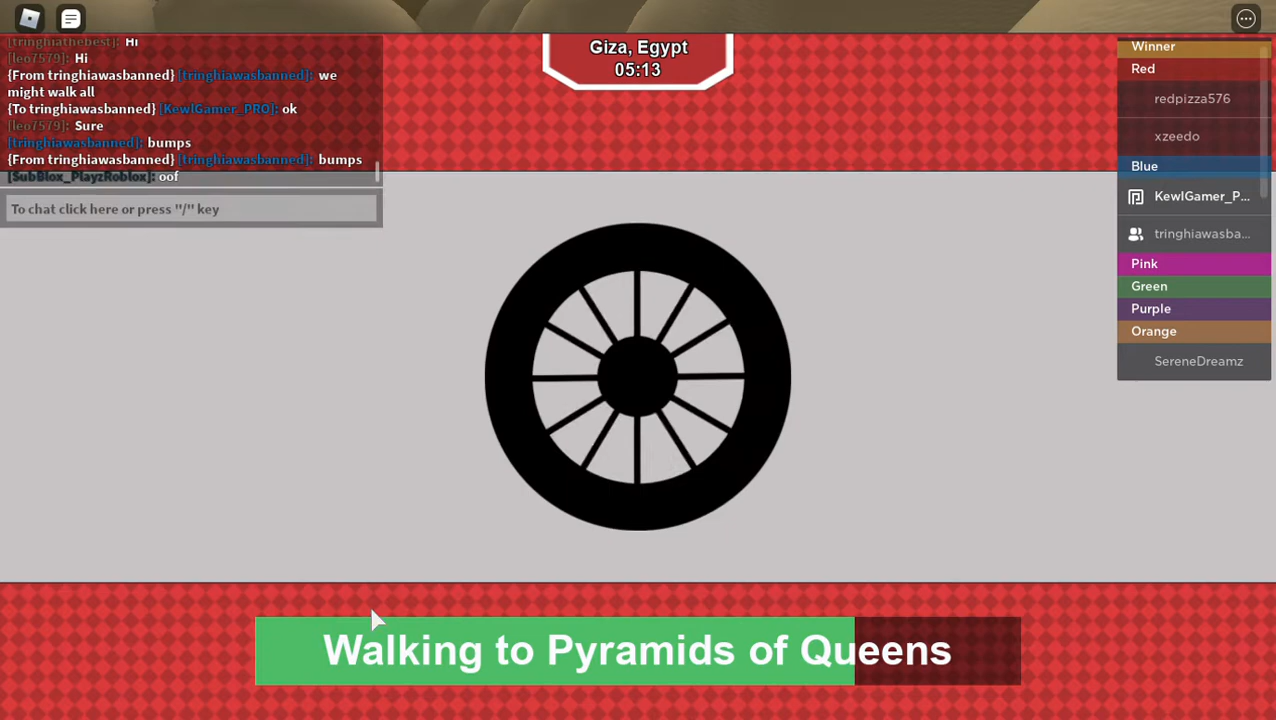 [tringhiathebest]: Hi
[leo7579]: Hi
{From tringhiawasbanned} [tringhiawasbanned]: we
might walk all
{To tringhiawasbanned} [KewlGamer_PRO]: ok
[leo7579]: Sure
[tringhiawasbanned]: bumps
{From tringhiawasbanned} [tringhiawasbanned]: bumps
[SubBlox_PlayzRoblox]: oof
To chat click here or press "/" key
Giza, Egypt
05:13
Winner
Red
redpizza576
xzeedo
Blue
KewlGamer_P...
tringhiawasba...
Pink
Green
Purple
Orange
SereneDreamz
Walking to Pyramids of Queens